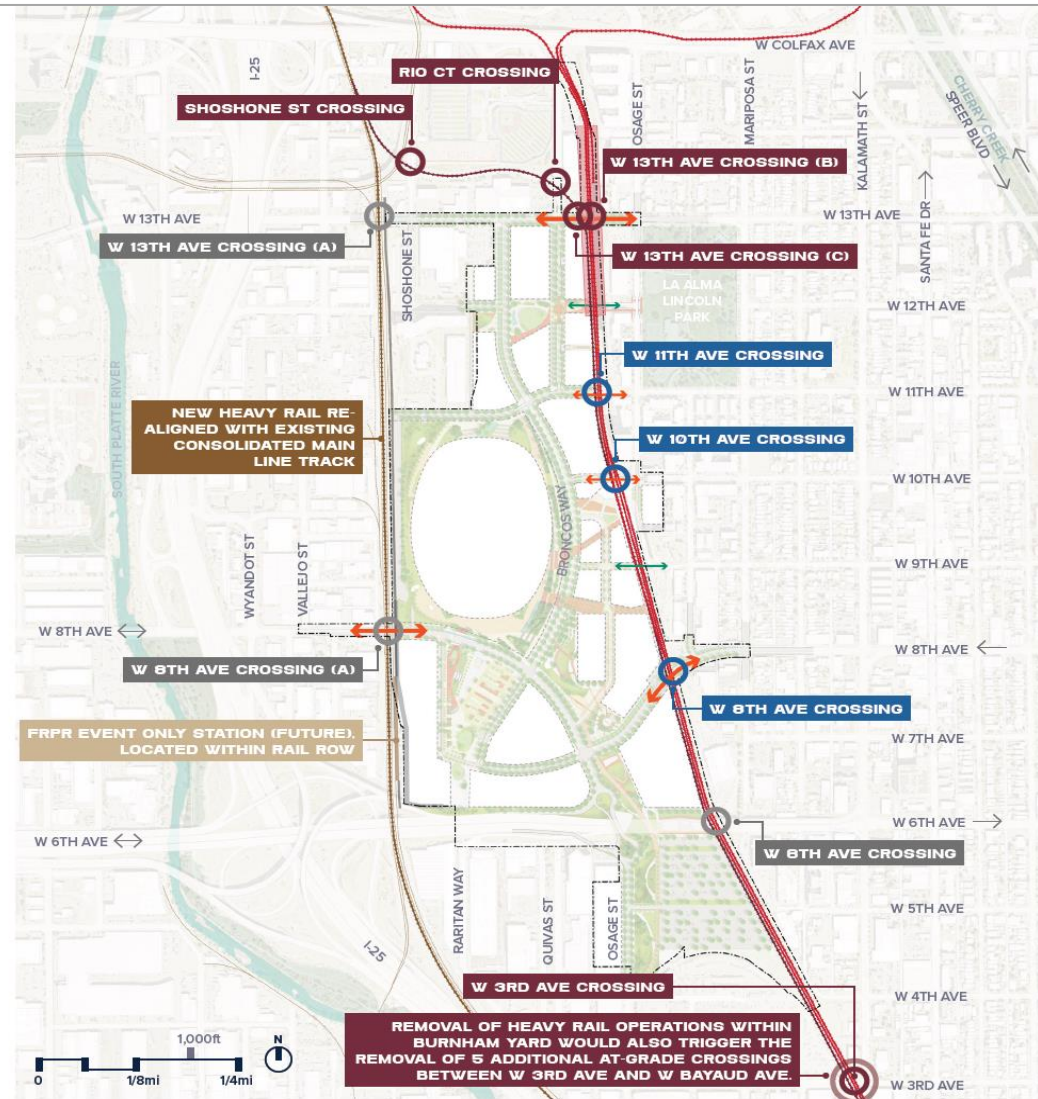 W COLFAX AVE
I-25
RIO CT CROSSING
SHOSHONE ST CROSSING
OSAGE ST
MARIPOSA ST
KALAMATH ST
CHERRY CREEK
SPEER BLVD
SANTA FE DR
W 13TH AVE CROSSING (B)
W 13TH AVE
W 13TH AVE
W 13TH AVE CROSSING (A)
W 13TH AVE CROSSING (C)
SHOSHONE ST
LA ALMA
LINCOLN
PARK
W 12TH AVE
W 11TH AVE CROSSING
W 11TH AVE
SOUTH PLATTE RIVER
NEW HEAVY RAIL RE-
ALIGNED WITH EXISTING
CONSOLIDATED MAIN
LINE TRACK
W 10TH AVE CROSSING
W 10TH AVE
BRONCOS WAY
WYANDOT ST
VALLEJO ST
W 9TH AVE
W 8TH AVE
W 8TH AVE
W 8TH AVE CROSSING (A)
W 8TH AVE CROSSING
FRPR EVENT ONLY STATION (FUTURE),
LOCATED WITHIN RAIL ROW
W 7TH AVE
W 6TH AVE
W 6TH AVE
W 6TH AVE CROSSING
RARITAN WAY
QUIVAS ST
OSAGE ST
W 5TH AVE
I-25
W 3RD AVE CROSSING
W 4TH AVE
REMOVAL OF HEAVY RAIL OPERATIONS WITHIN
BURNHAM YARD WOULD ALSO TRIGGER THE
REMOVAL OF 5 ADDITIONAL AT-GRADE CROSSINGS
BETWEEN W 3RD AVE AND W BAYAUD AVE.
W 3RD AVE
1,000ft
N
0
1/8mi
1/4mi